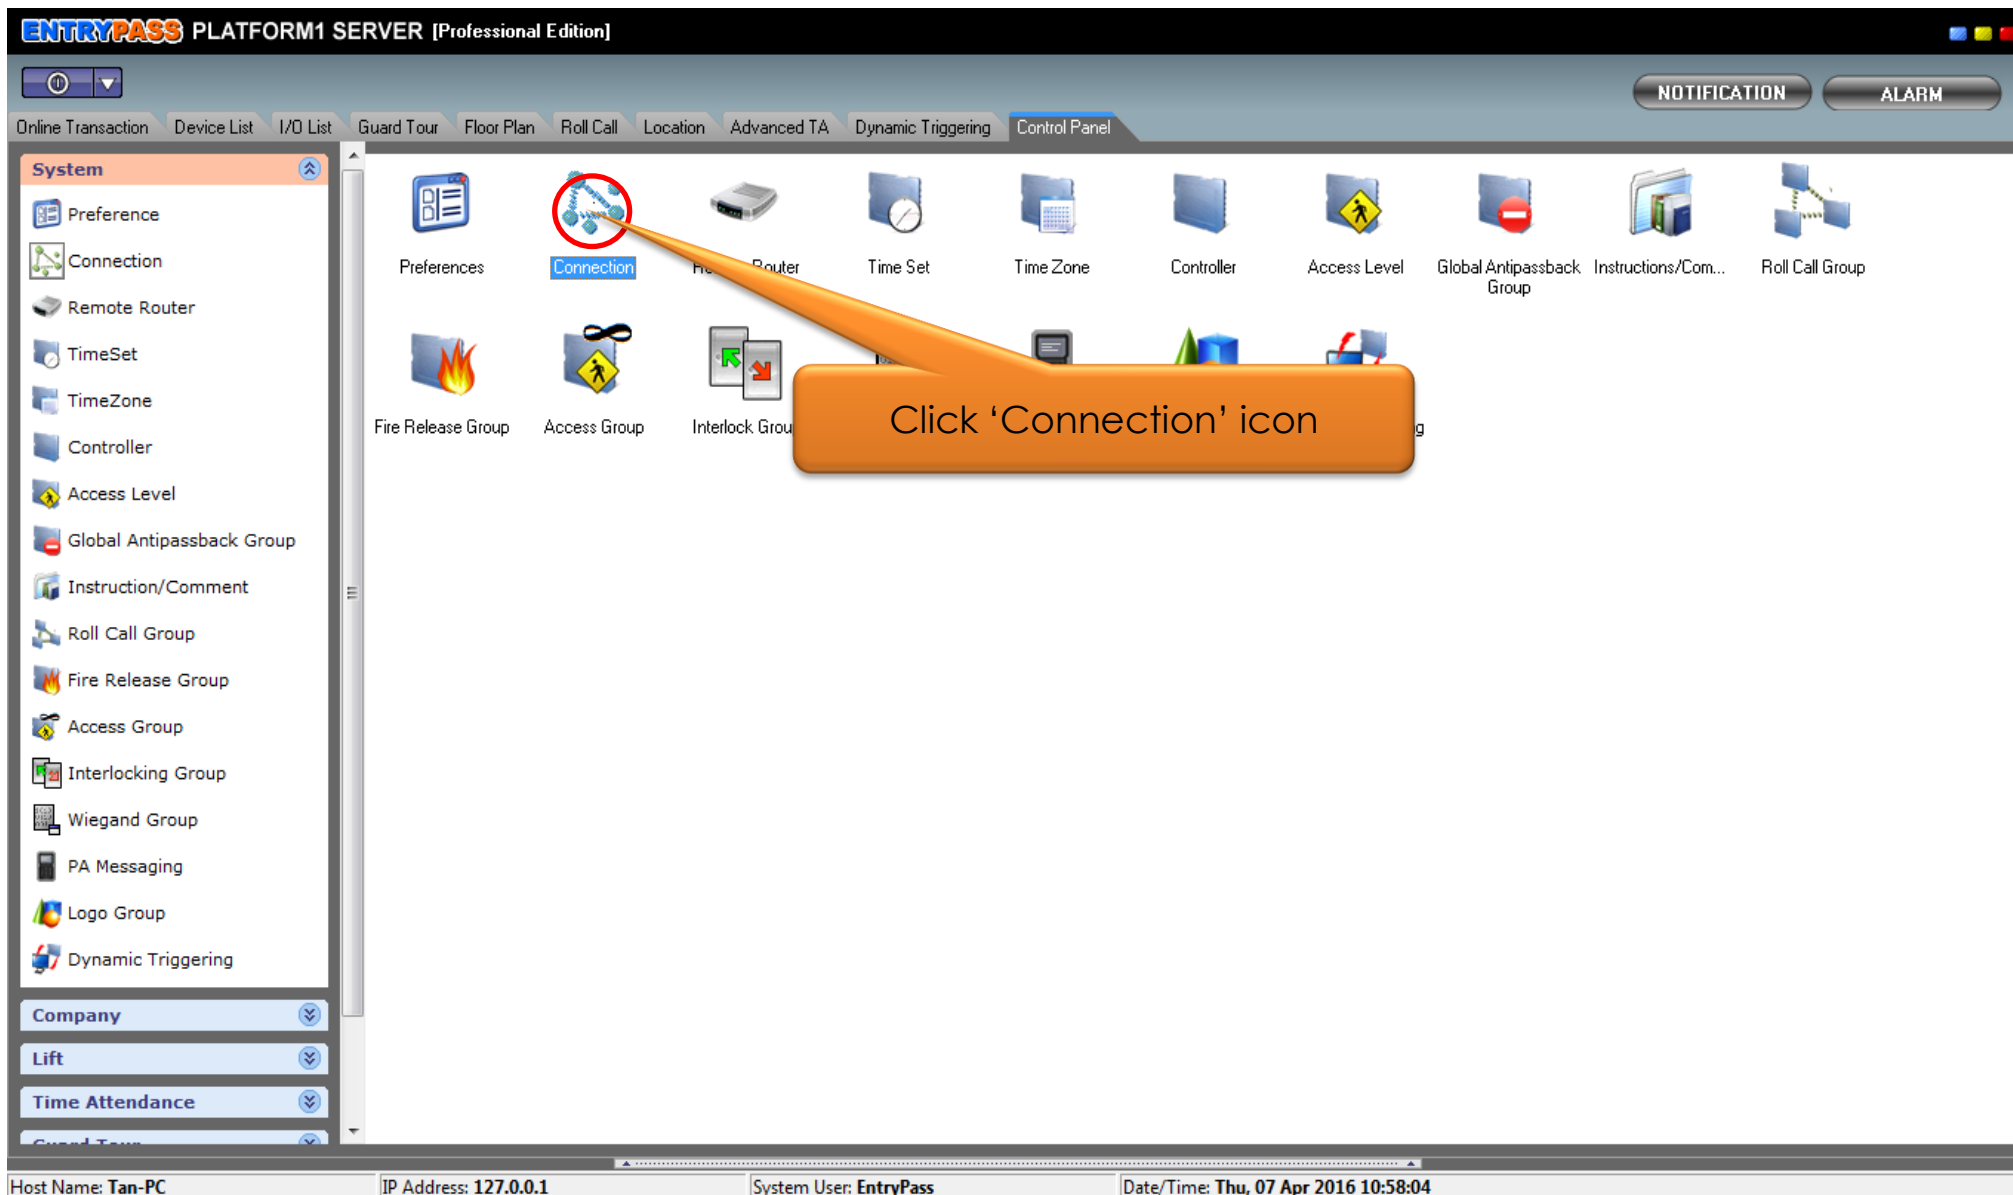 ENTRYPASS PLATFORM1 SERVER [Professional Edition]
NOTIFICATION ALARM
Online Transaction Device List I/O List Guard Tour Floor Plan Roll Call Location Advanced TA Dynamic Triggering Control Panel
System
Preference
Connection
Remote Router
TimeSet
TimeZone
Controller
Access Level
Global Antipassback Group
Instruction/Comment
Roll Call Group
Fire Release Group
Access Group
Interlocking Group
Wiegand Group
PA Messaging
Logo Group
Dynamic Triggering
Company
Lift
Time Attendance
Guard Tour
Preferences Connection Router Time Set Time Zone Controller Access Level Global Antipassback Instructions/Com... Roll Call Group
Group
Fire Release Group Access Group Interlock Grou
Click ‘Connection’ icon
Host Name: Tan-PC IP Address: 127.0.0.1 System User: EntryPass Date/Time: Thu, 07 Apr 2016 10:58:04